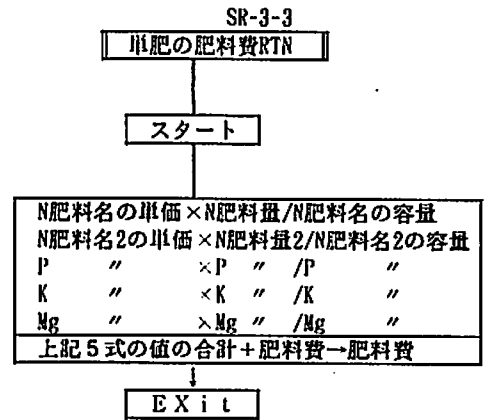 SR-3-3
単肥の肥料費RTN
スタート
N肥料名の単価×N肥料量/N肥料名の容量
N肥料名2の単価×N肥料量2/N肥料名2の容量
P 〃 ×P 〃 /P 〃
K 〃 ×K 〃 /K 〃
Mg 〃 ×Mg 〃 /Mg 〃
上記5式の値の合計+肥料費→肥料費
EXit